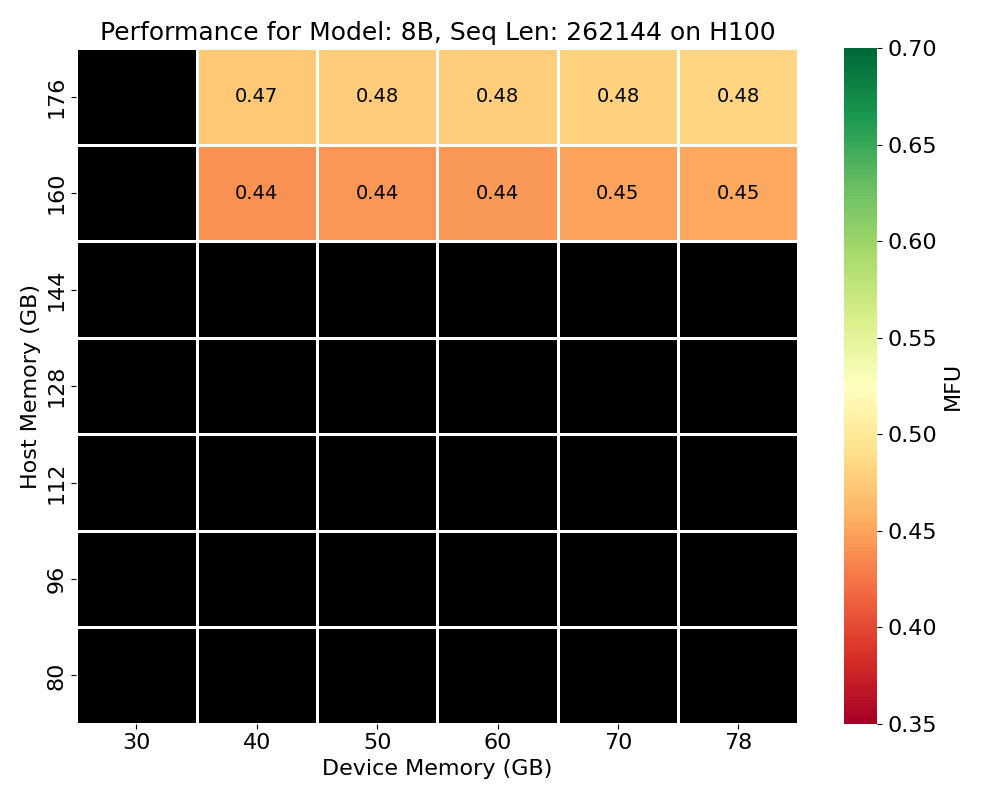 Performance for Model: 8B, Seq Len: 262144 on H100
176 0.47 0.48 0.48 0.48 0.48
160 0.44 0.44 0.44 0.45 0.45
144
128
112
96
80
Host Memory (GB)
30 40 50 60 70 78
Device Memory (GB)
0.70
0.65
0.60
0.55
0.50
0.45
0.40
0.35
MFU